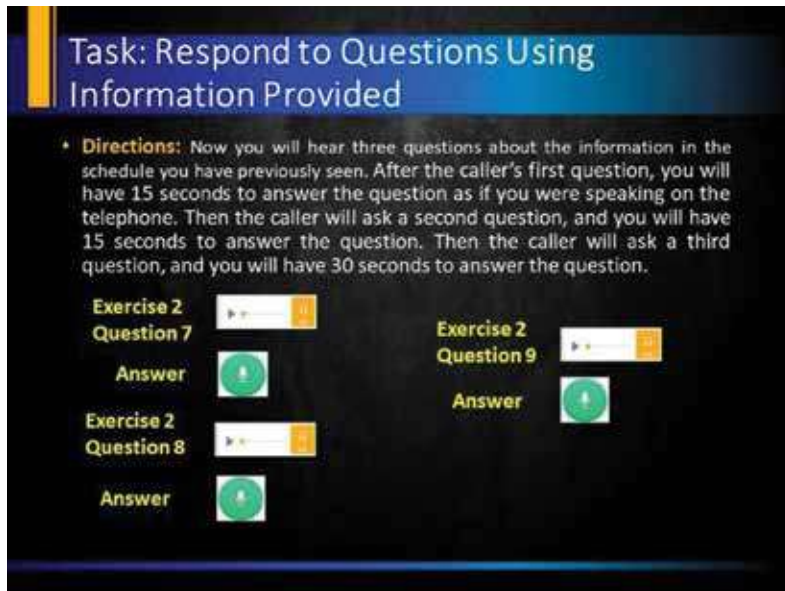 Task: Respond to Questions Using
Information Provided
• Directions: Now you will hear three questions about the information in the
schedule you have previously seen. After the caller's first question, you will
have 15 seconds to answer the question as if you were speaking on the
telephone. Then the caller will ask a second question, and you will have
15 seconds to answer the question. Then the caller will ask a third
question, and you will have 30 seconds to answer the question.
Exercise 2
Question 7
Answer
Exercise 2
Question 8
Answer
Exercise 2
Question 9
Answer